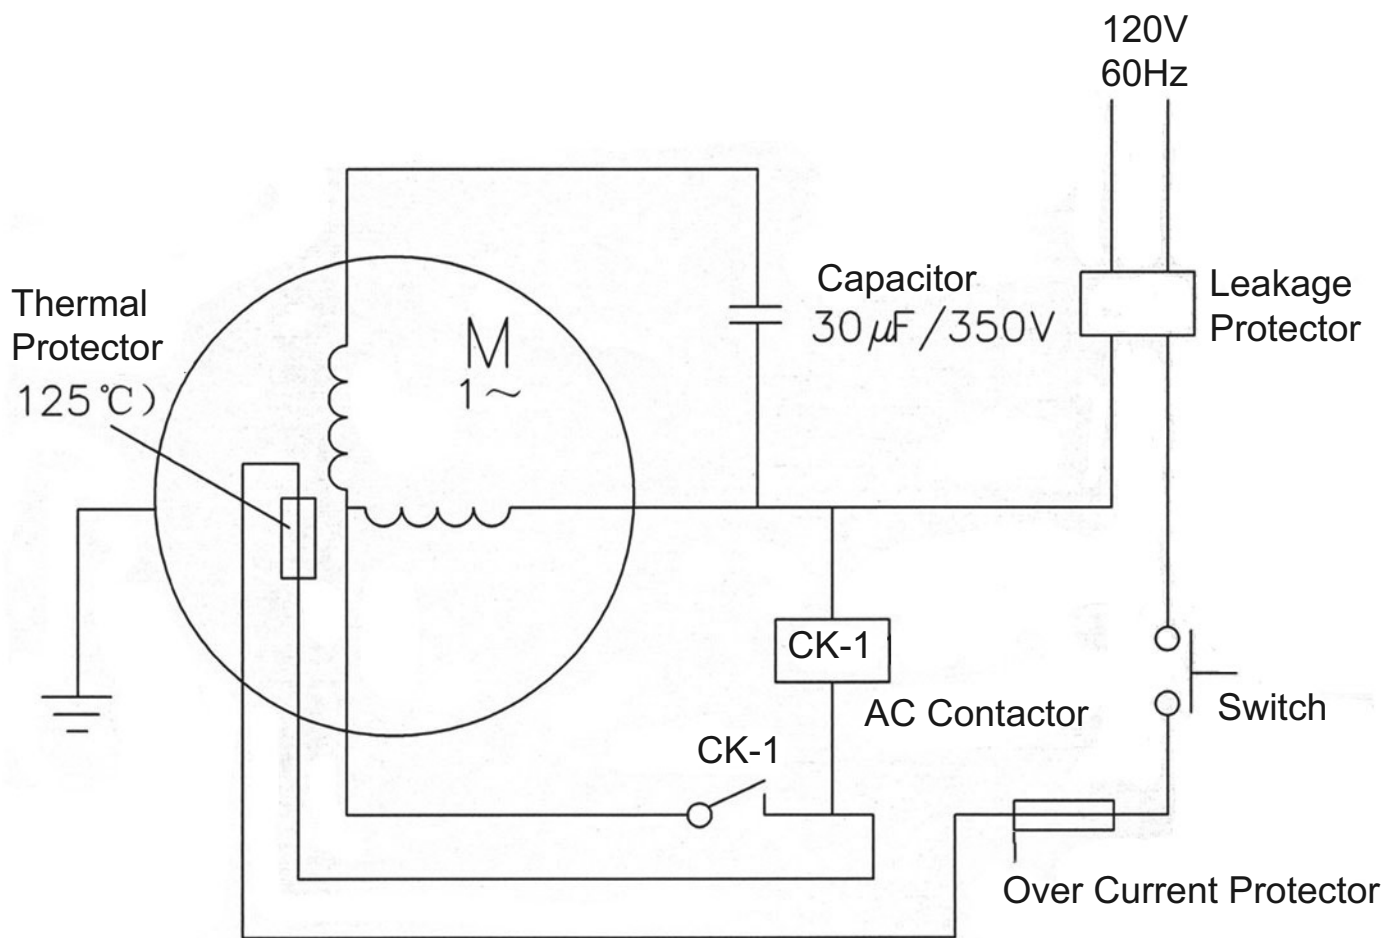 120V
60Hz
Thermal
Protector
125℃)
M
1～
Capacitor
30μF/350V
Leakage
Protector
CK-1
AC Contactor
Switch
CK-1
Over Current Protector